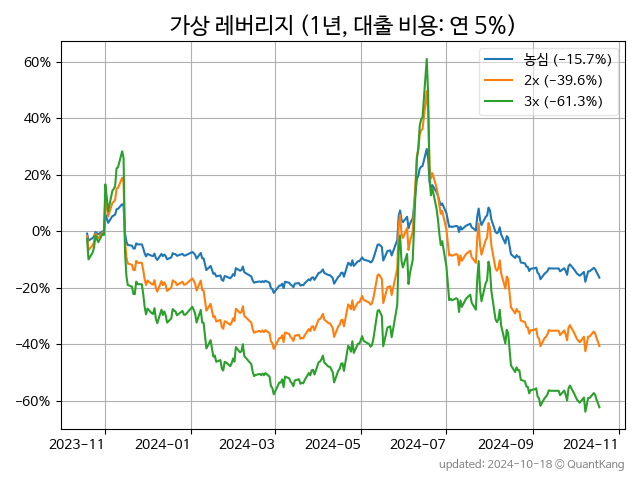 가상 레버리지 (1년, 대출 비용: 연 5%)
농심 (-15.7%)
2x (-39.6%)
3x (-61.3%)
60%
40%
20%
0%
-20%
-40%
-60%
2023-11 2024-01 2024-03 2024-05 2024-07 2024-09 2024-11
updated: 2024-10-18 © QuantKang